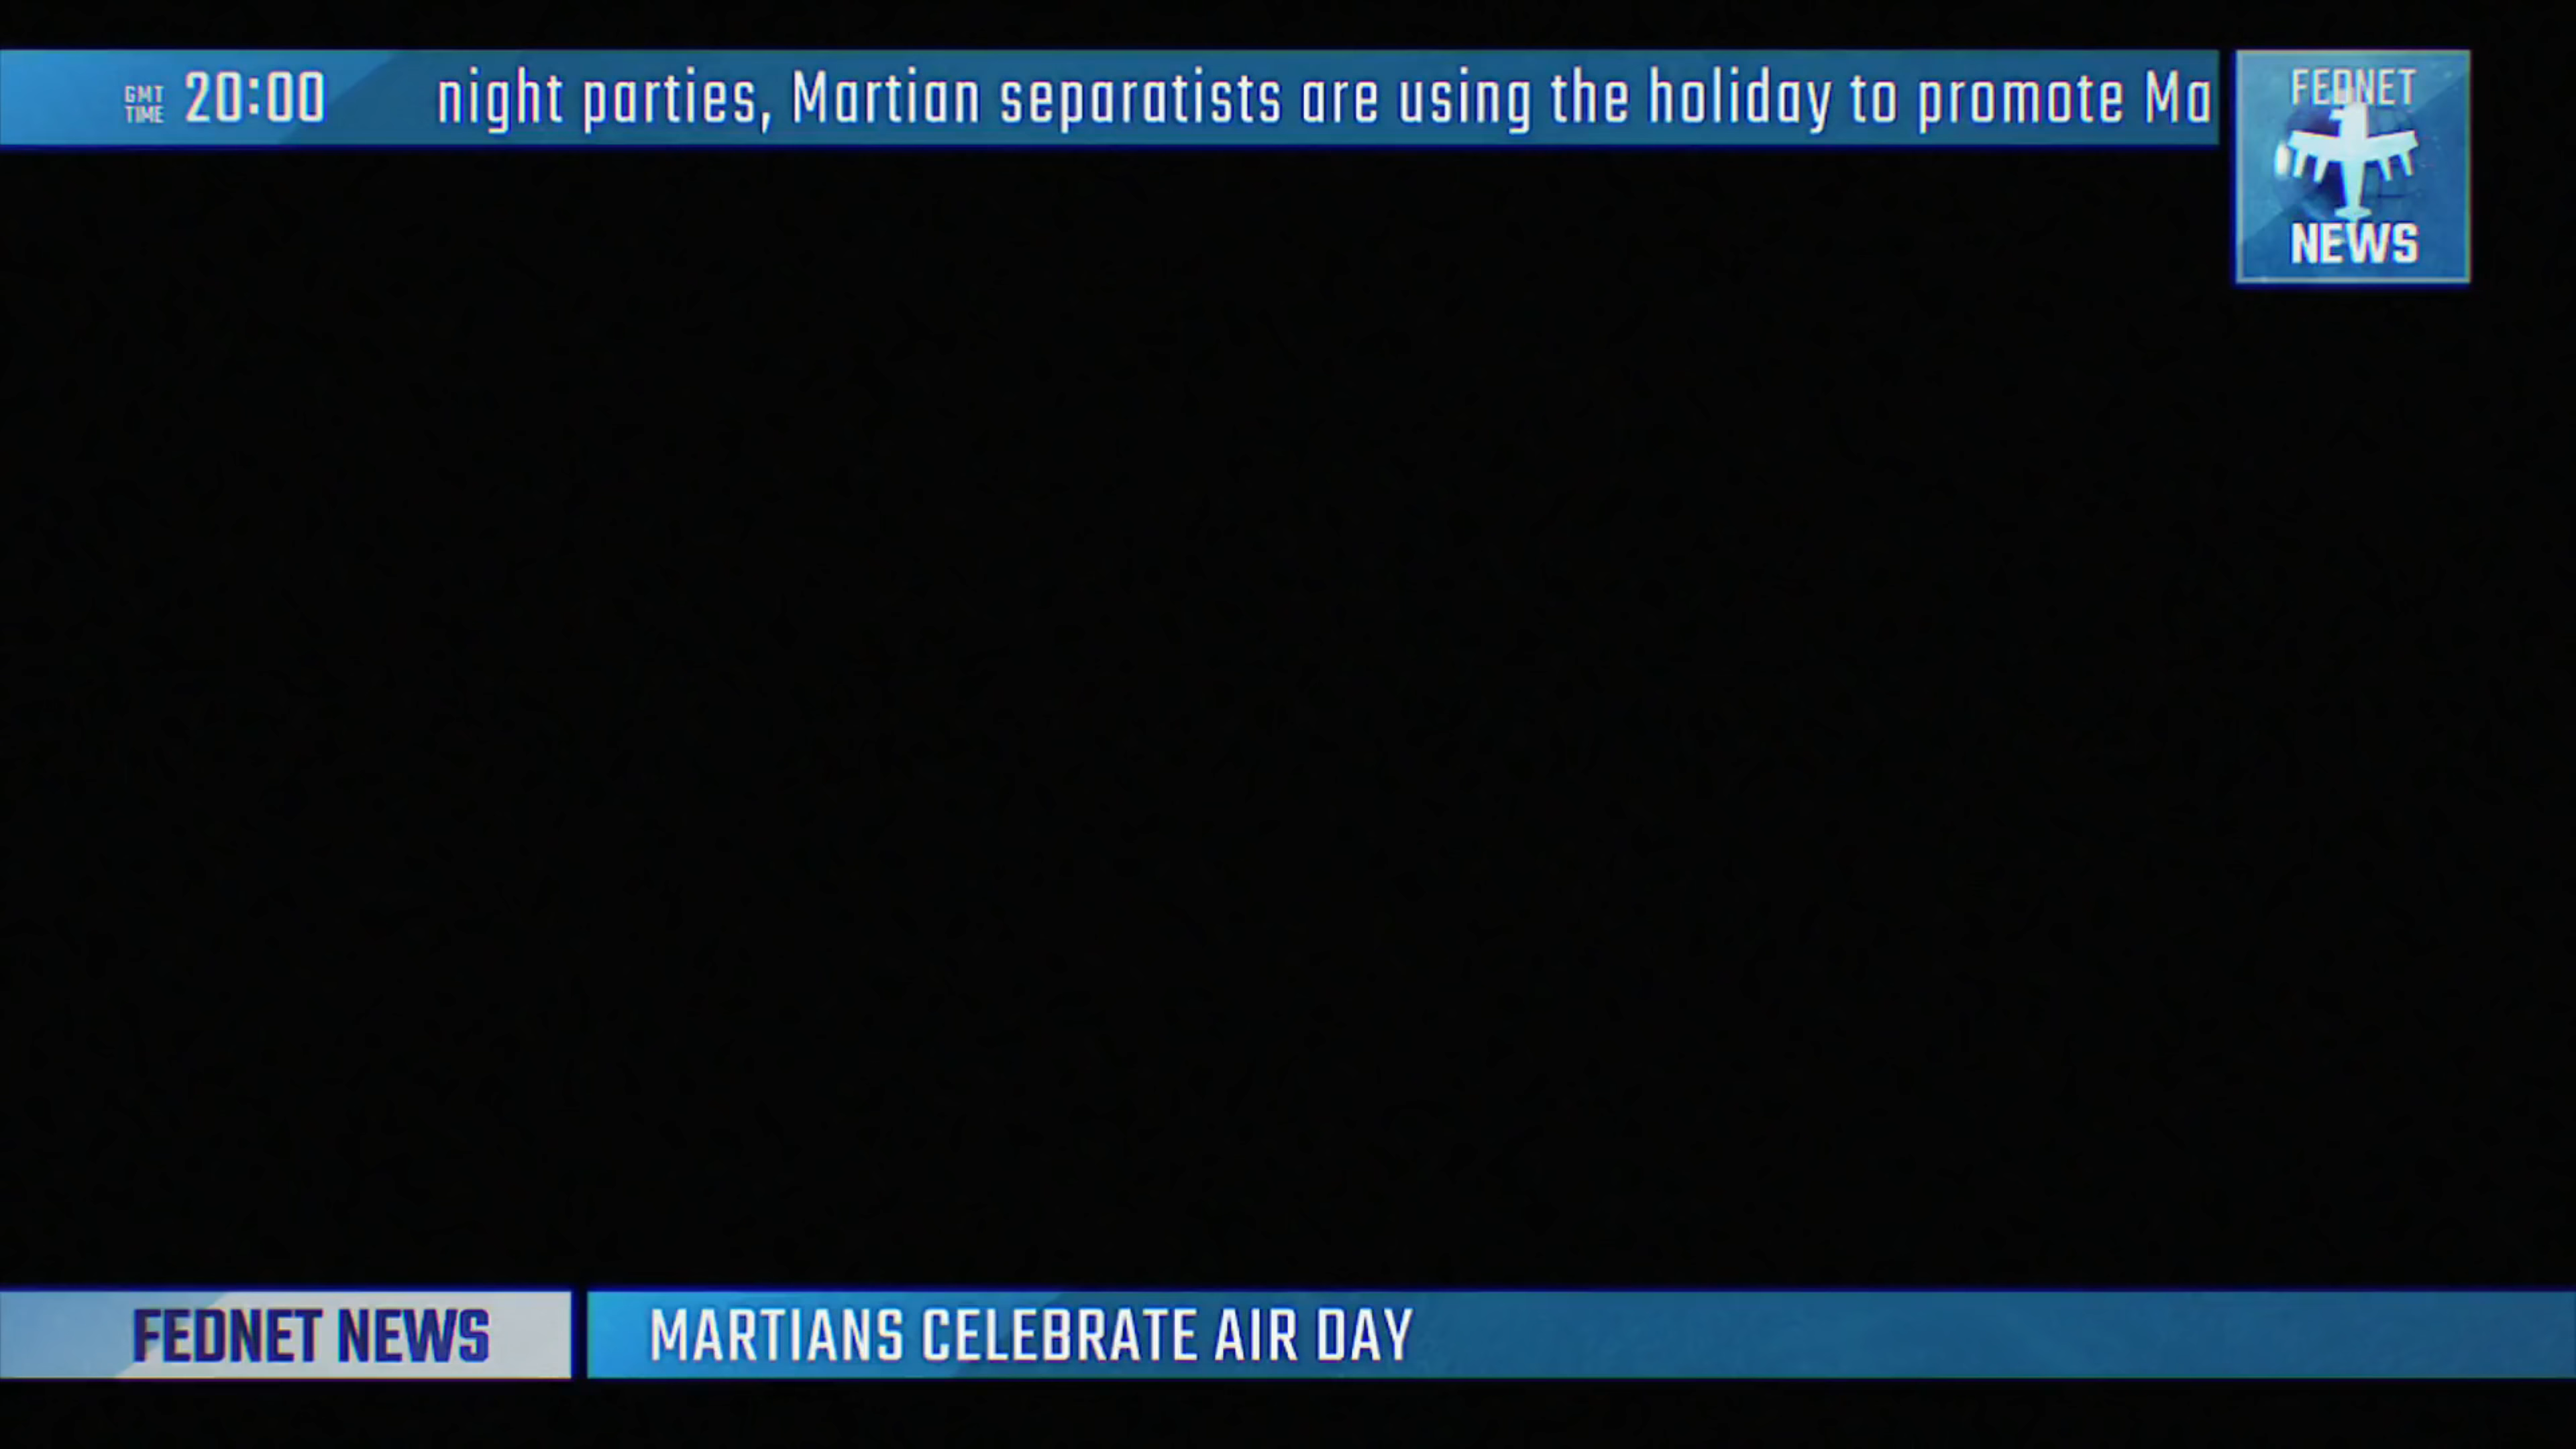 GMT
TIME
20:00
night parties, Martian separatists are using the holiday to promote Ma
FEDNET
NEWS
FEDNET NEWS
MARTIANS CELEBRATE AIR DAY